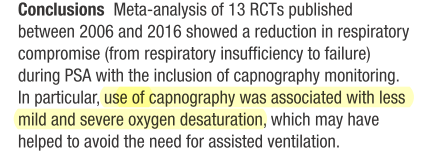 Conclusions Meta-analysis of 13 RCTs published
between 2006 and 2016 showed a reduction in respiratory
compromise (from respiratory insufficiency to failure)
during PSA with the inclusion of capnography monitoring.
In particular, use of capnography was associated with less
mild and severe oxygen desaturation, which may have
helped to avoid the need for assisted ventilation.